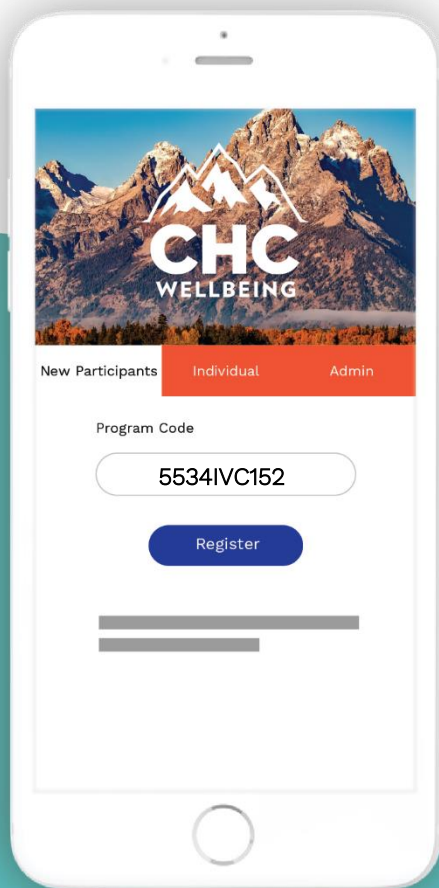 CHC
WELLBEING
New Participants Individual Admin
Program Code
5534IVC152
Register